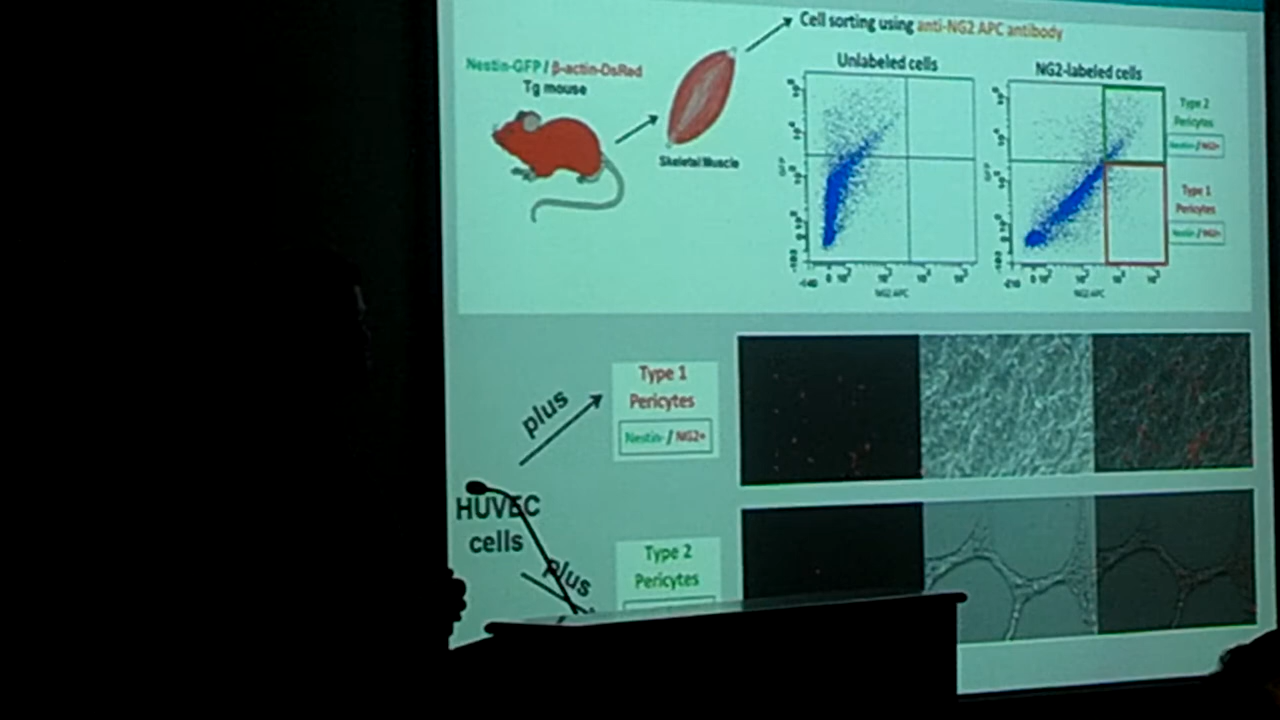 Cell sorting using anti-NG2 APC antibody
Nestin-GFP / β-actin-DsRed
Tg mouse
Skeletal Muscle
Unlabeled cells
NG2-labeled cells
GFP
NG2 APC
GFP
NG2 APC
Type 2
Pericytes
Nestin+/NG2+
Type 1
Pericytes
Nestin-/NG2+
plus
Type 1
Pericytes
Nestin-/NG2+
HUVEC
cells
plus
Type 2
Pericytes